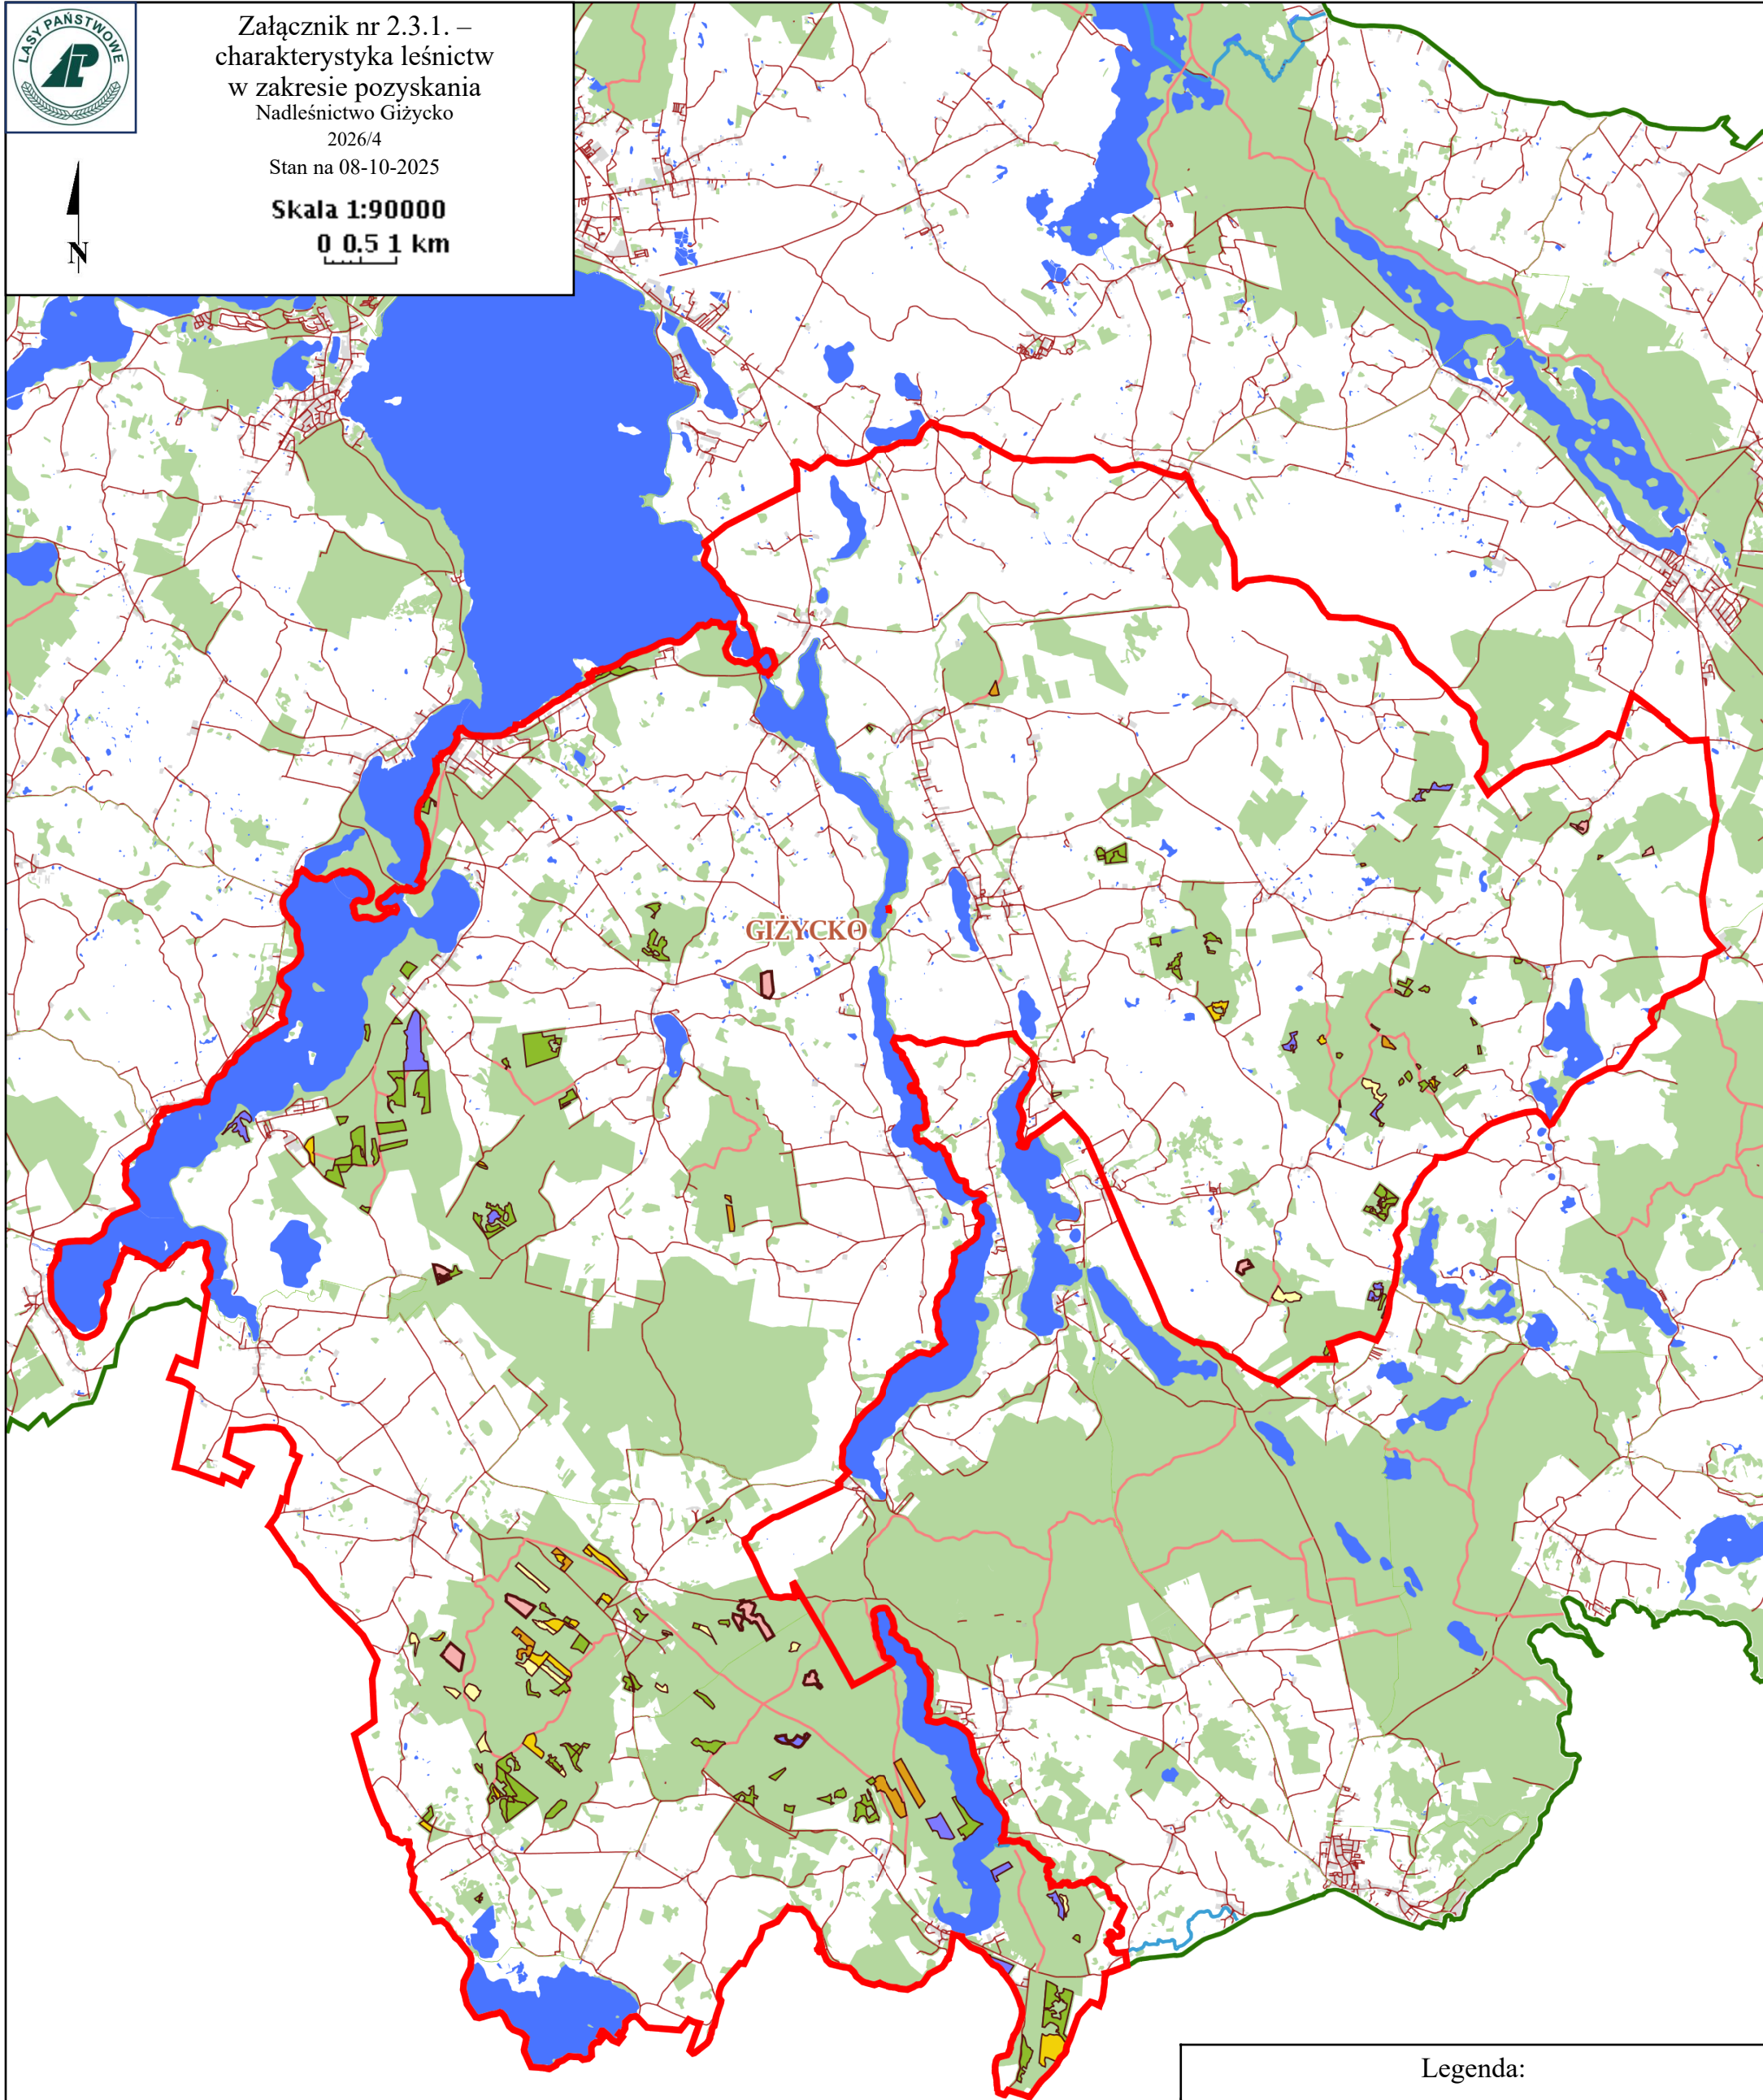 LASY PAŃSTWOWE
LP
Załącznik nr 2.3.1. –
charakterystyka leśnictw
w zakresie pozyskania
Nadleśnictwo Giżycko
2026/4
Stan na 08-10-2025
Skala 1:90000
0 0.5 1 km
N
GIŻYCKO
Legenda: